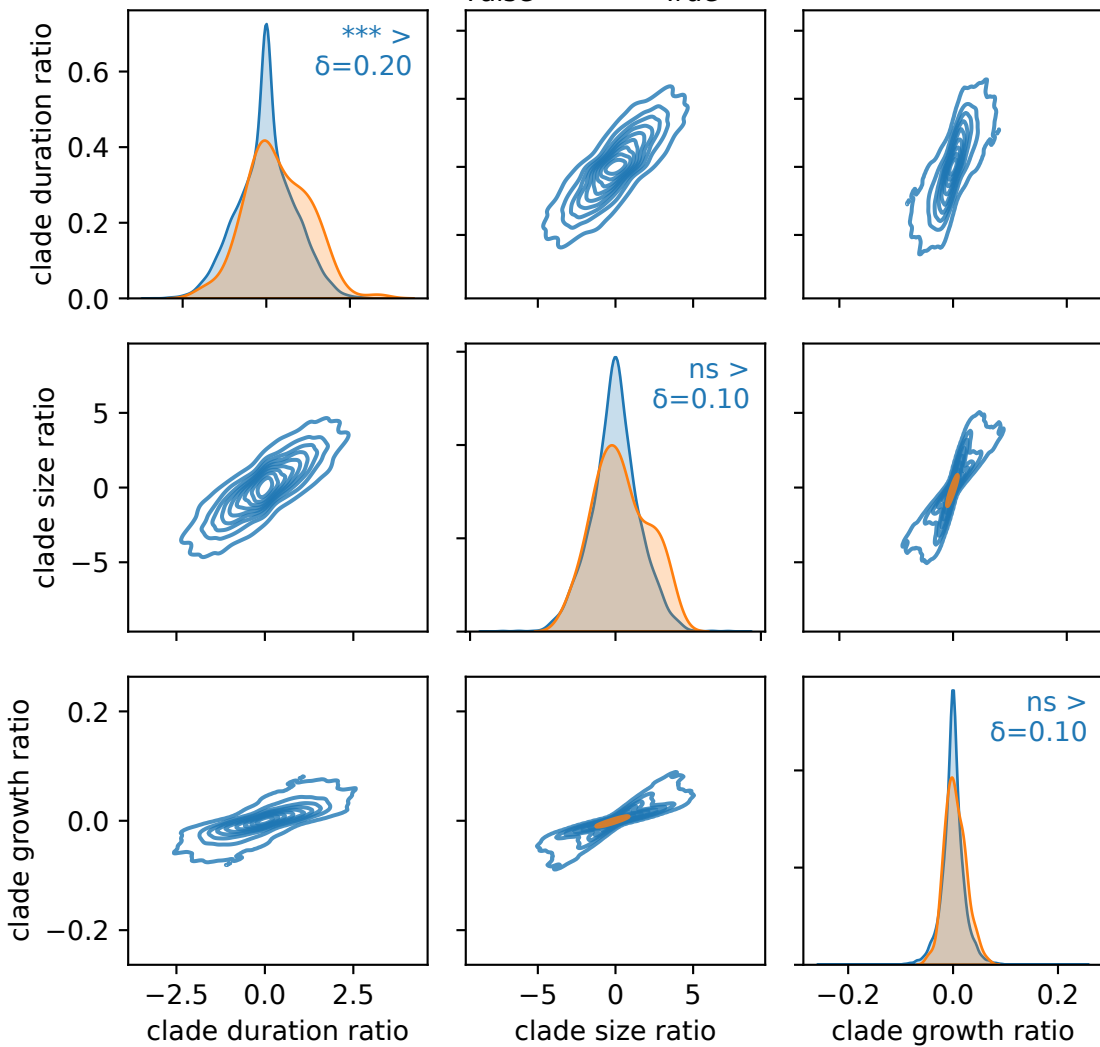 clade duration ratio
0.6
0.4
0.2
0.0
*** >
δ=0.20
clade size ratio
5
0
−5
ns >
δ=0.10
clade growth ratio
0.2
0.0
−0.2
ns >
δ=0.10
−2.5 0.0 2.5
−5 0 5
−0.2 0.0 0.2
clade duration ratio
clade size ratio
clade growth ratio